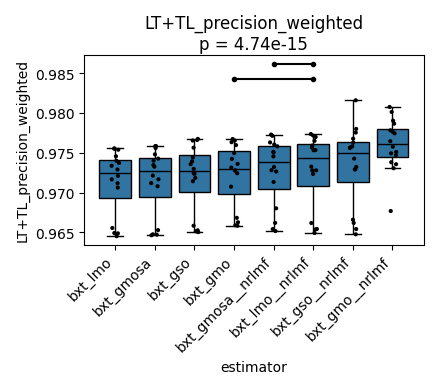 LT+TL_precision_weighted
p = 4.74e-15
LT+TL_precision_weighted
0.985
0.980
0.975
0.970
0.965
bxt_lmo
bxt_gmosa
bxt_gso
bxt_gmo
bxt_gmosa__nrlmf
bxt_lmo__nrlmf
bxt_gso__nrlmf
bxt_gmo__nrlmf
estimator